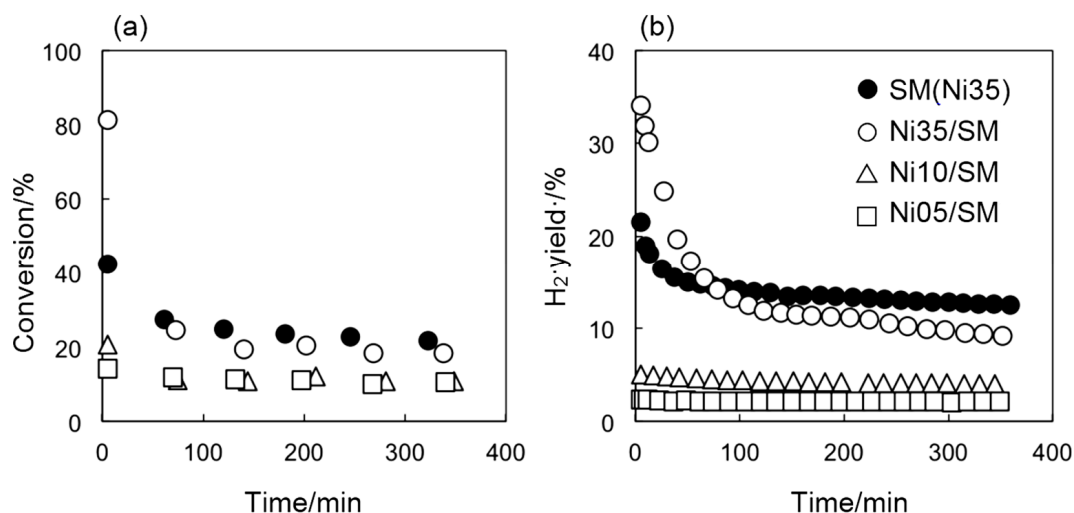 (a)
100
80
60
40
20
0
0 100 200 300 400
Conversion/%
Time/min
(b)
40
30
20
10
0
0 100 200 300 400
H₂·yield·/%
Time/min
SM(Ni35)
Ni35/SM
Ni10/SM
Ni05/SM